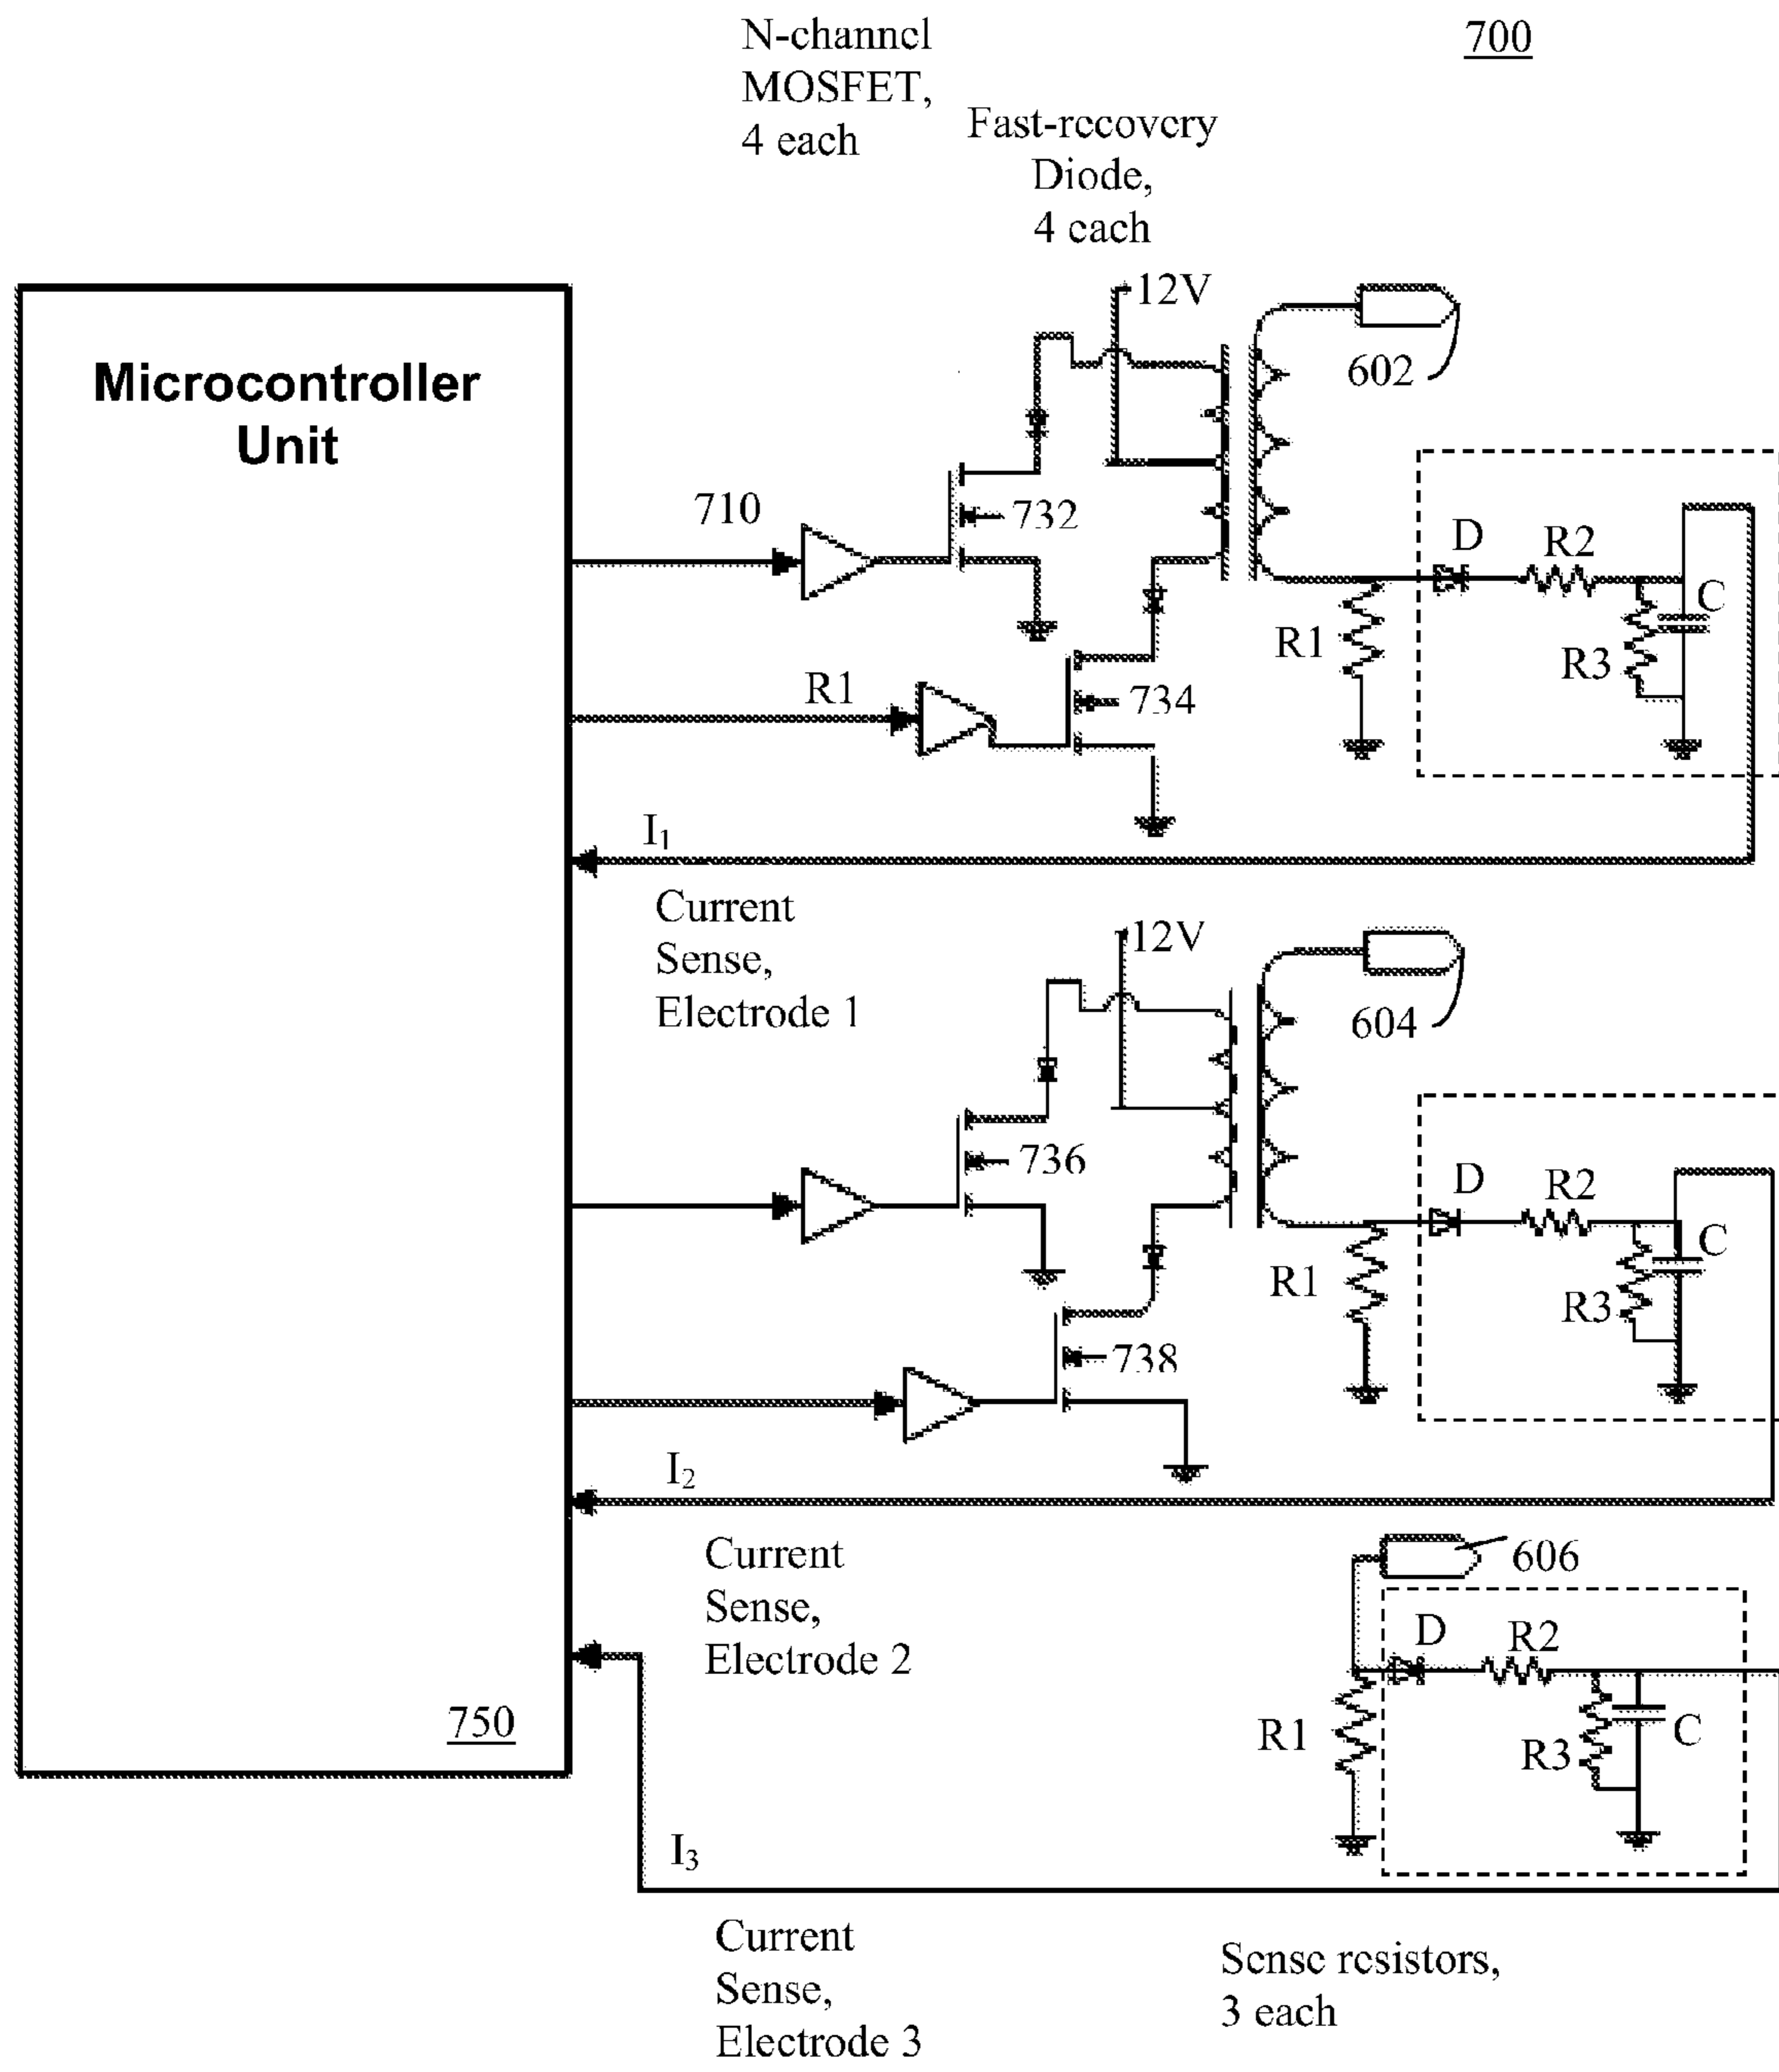 700
N-channel
MOSFET,
4 each
Fast-recovery
Diode,
4 each
Microcontroller
Unit
12V
602
710
732
D
R2
C
R1
R3
R1
734
I₁
Current
Sense,
Electrode 1
12V
604
736
D
R2
C
R1
R3
738
I₂
Current
Sense,
Electrode 2
606
D
R2
R1
R3
C
750
I₃
Current
Sense,
Electrode 3
Sense resistors,
3 each